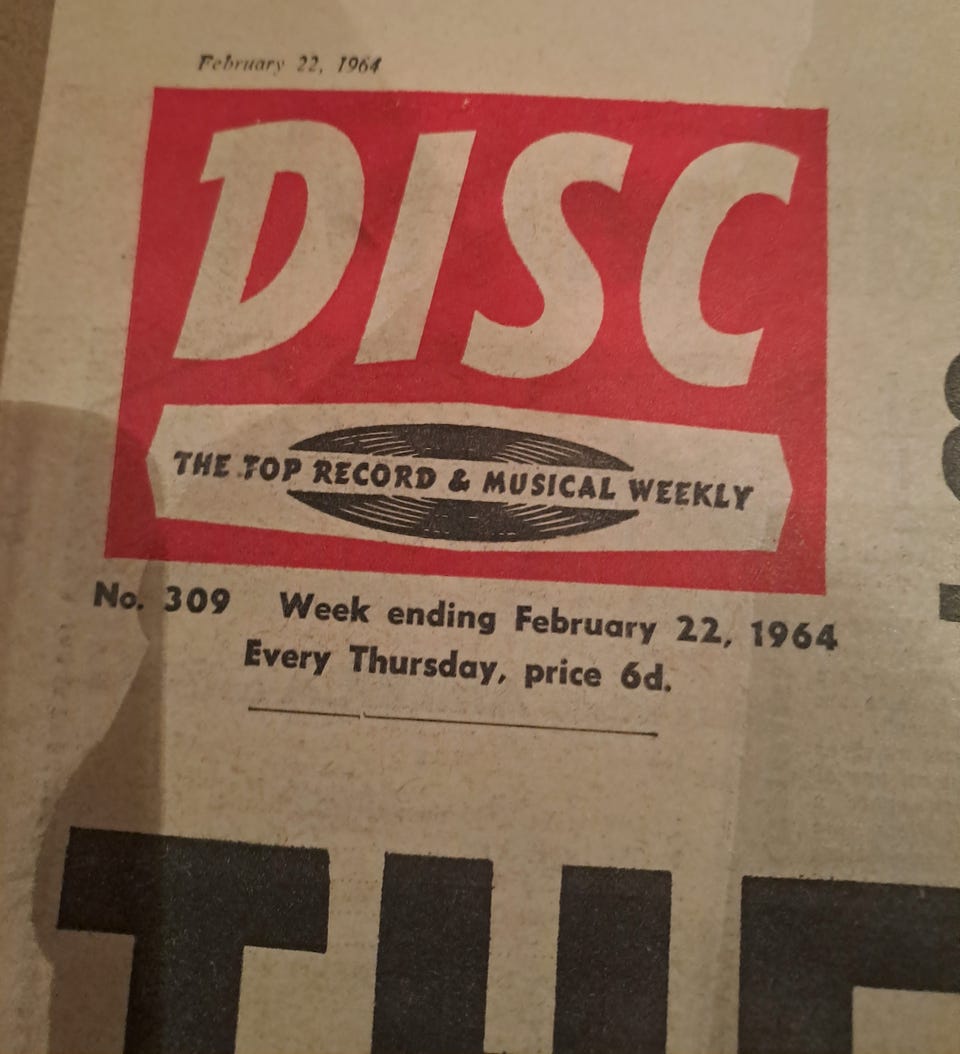 February 22, 1964
DISC
THE TOP RECORD & MUSICAL WEEKLY
No. 309 Week ending February 22, 1964
Every Thursday, price 6d.